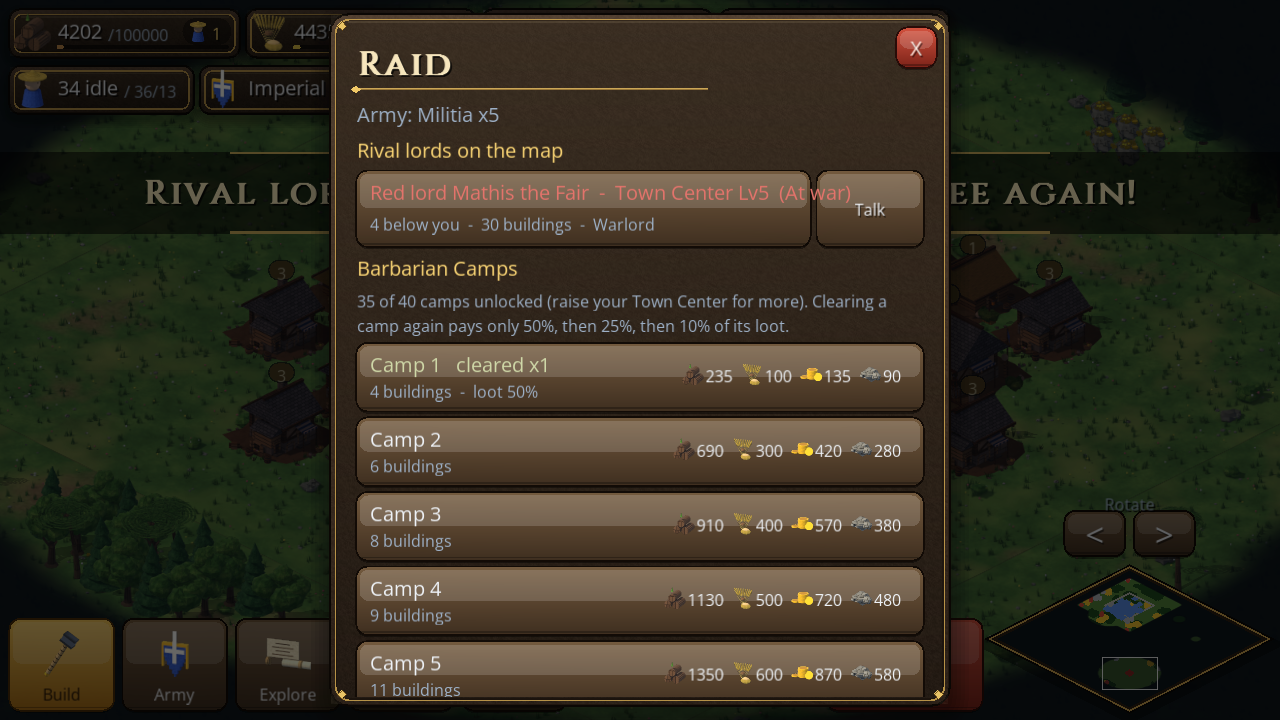 4202 /100000
1
443
34 idle / 36/13
Imperial
RIVAL LOR
EE AGAIN!
RAID
X
Army: Militia x5
Rival lords on the map
Red lord Mathis the Fair - Town Center Lv5 (At war)
4 below you - 30 buildings - Warlord
Talk
Barbarian Camps
35 of 40 camps unlocked (raise your Town Center for more). Clearing a
camp again pays only 50%, then 25%, then 10% of its loot.
Camp 1 cleared x1
4 buildings - loot 50%
235 100 135 90
Camp 2
6 buildings
690 300 420 280
Camp 3
8 buildings
910 400 570 380
Camp 4
9 buildings
1130 500 720 480
Camp 5
11 buildings
1350 600 870 580
3
3
1
3
3
Rotate
< >
Build
Army
Explore